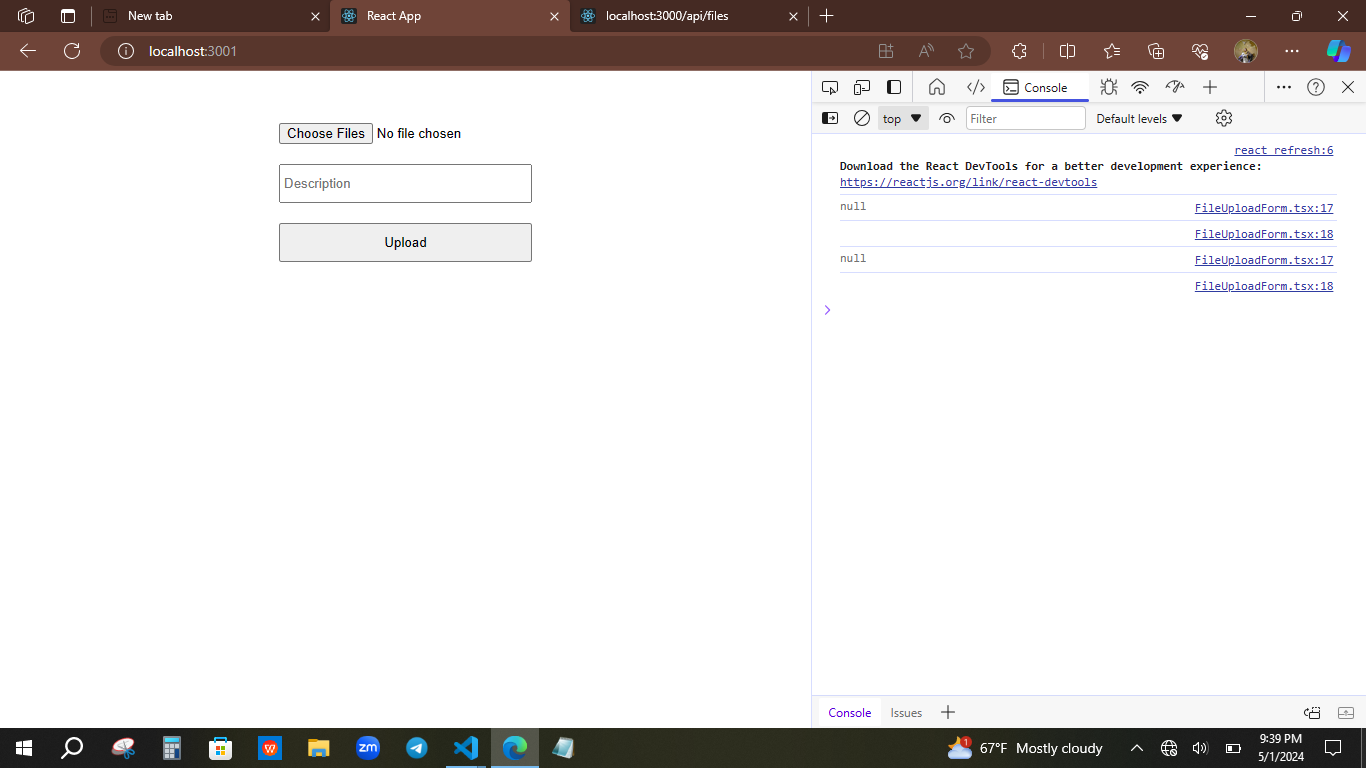 New tab
React App
localhost:3000/api/files
localhost:3001
Choose Files No file chosen
Description
Upload
Console
top
Filter
Default levels
react refresh:6
Download the React DevTools for a better development experience:
https://reactjs.org/link/react-devtools
null FileUploadForm.tsx:17
FileUploadForm.tsx:18
null FileUploadForm.tsx:17
FileUploadForm.tsx:18
Console Issues
zm
1
67°F Mostly cloudy
9:39 PM
5/1/2024